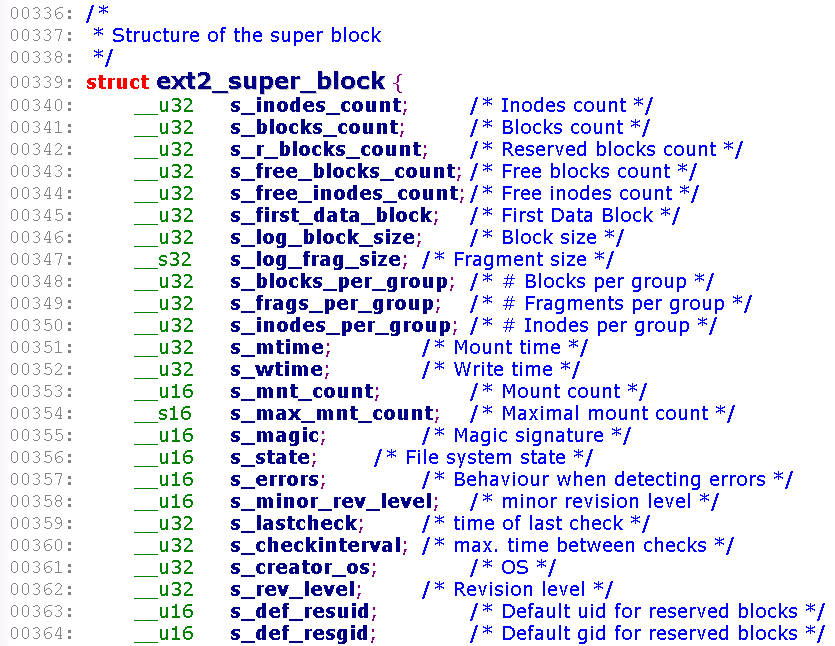 00336: /*
00337:  * Structure of the super block
00338:  */
00339: struct ext2_super_block {
00340: __u32 s_inodes_count; /* Inodes count */
00341: __u32 s_blocks_count; /* Blocks count */
00342: __u32 s_r_blocks_count; /* Reserved blocks count */
00343: __u32 s_free_blocks_count; /* Free blocks count */
00344: __u32 s_free_inodes_count; /* Free inodes count */
00345: __u32 s_first_data_block; /* First Data Block */
00346: __u32 s_log_block_size; /* Block size */
00347: __s32 s_log_frag_size; /* Fragment size */
00348: __u32 s_blocks_per_group; /* # Blocks per group */
00349: __u32 s_frags_per_group; /* # Fragments per group */
00350: __u32 s_inodes_per_group; /* # Inodes per group */
00351: __u32 s_mtime; /* Mount time */
00352: __u32 s_wtime; /* Write time */
00353: __u16 s_mnt_count; /* Mount count */
00354: __s16 s_max_mnt_count; /* Maximal mount count */
00355: __u16 s_magic; /* Magic signature */
00356: __u16 s_state; /* File system state */
00357: __u16 s_errors; /* Behaviour when detecting errors */
00358: __u16 s_minor_rev_level; /* minor revision level */
00359: __u32 s_lastcheck; /* time of last check */
00360: __u32 s_checkinterval; /* max. time between checks */
00361: __u32 s_creator_os; /* OS */
00362: __u32 s_rev_level; /* Revision level */
00363: __u16 s_def_resuid; /* Default uid for reserved blocks */
00364: __u16 s_def_resgid; /* Default gid for reserved blocks */